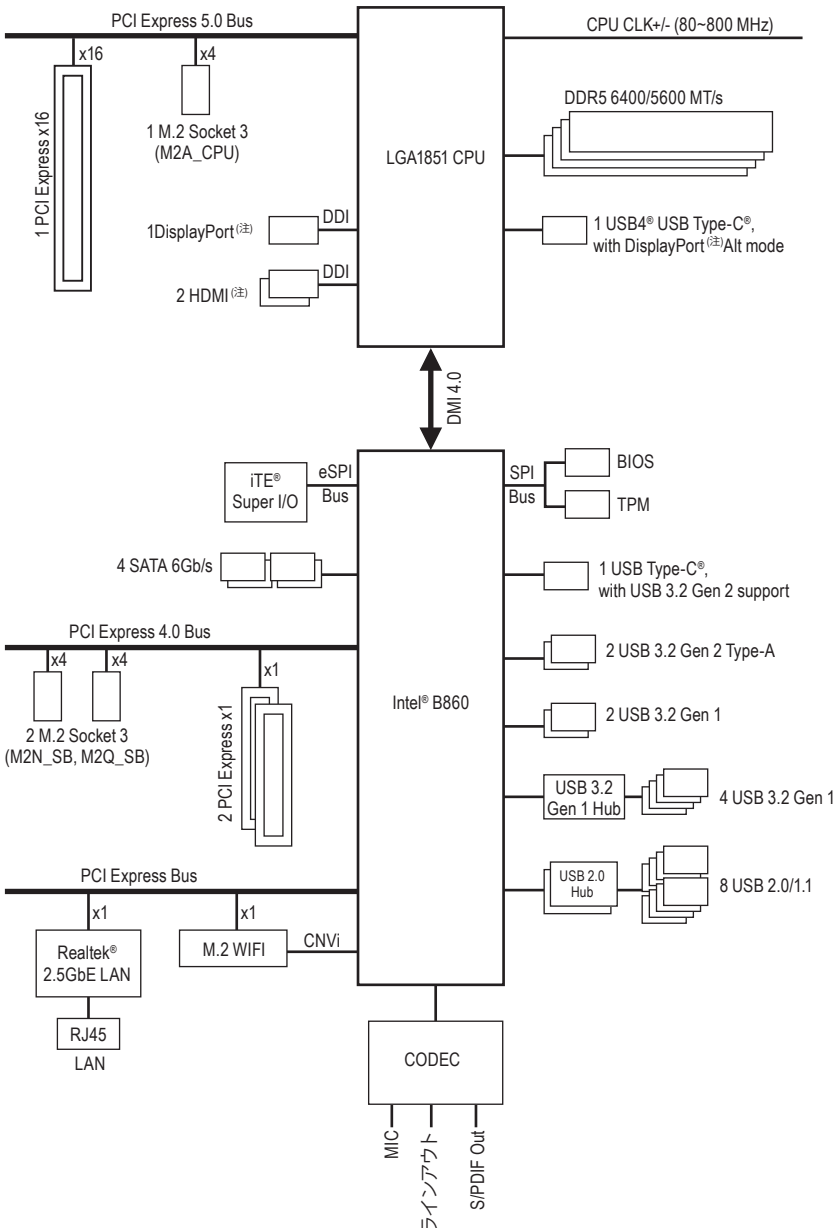 PCI Express 5.0 Bus
CPU CLK+/- (80~800 MHz)
x16
x4
1 PCI Express x16
1 M.2 Socket 3
(M2A_CPU)
LGA1851 CPU
DDR5 6400/5600 MT/s
1DisplayPort (注)
DDI
2 HDMI (注)
DDI
1 USB4® USB Type-C®,
with DisplayPort (注)Alt mode
DMI 4.0
iTE®
Super I/O
eSPI
Bus
SPI
Bus
BIOS
TPM
4 SATA 6Gb/s
1 USB Type-C®,
with USB 3.2 Gen 2 support
PCI Express 4.0 Bus
x4
x4
x1
2 M.2 Socket 3
(M2N_SB, M2Q_SB)
2 PCI Express x1
Intel® B860
2 USB 3.2 Gen 2 Type-A
2 USB 3.2 Gen 1
USB 3.2
Gen 1 Hub
4 USB 3.2 Gen 1
USB 2.0
Hub
8 USB 2.0/1.1
PCI Express Bus
x1
x1
Realtek®
2.5GbE LAN
M.2 WIFI
CNVi
RJ45
LAN
CODEC
MIC
ラインアウト
S/PDIF Out